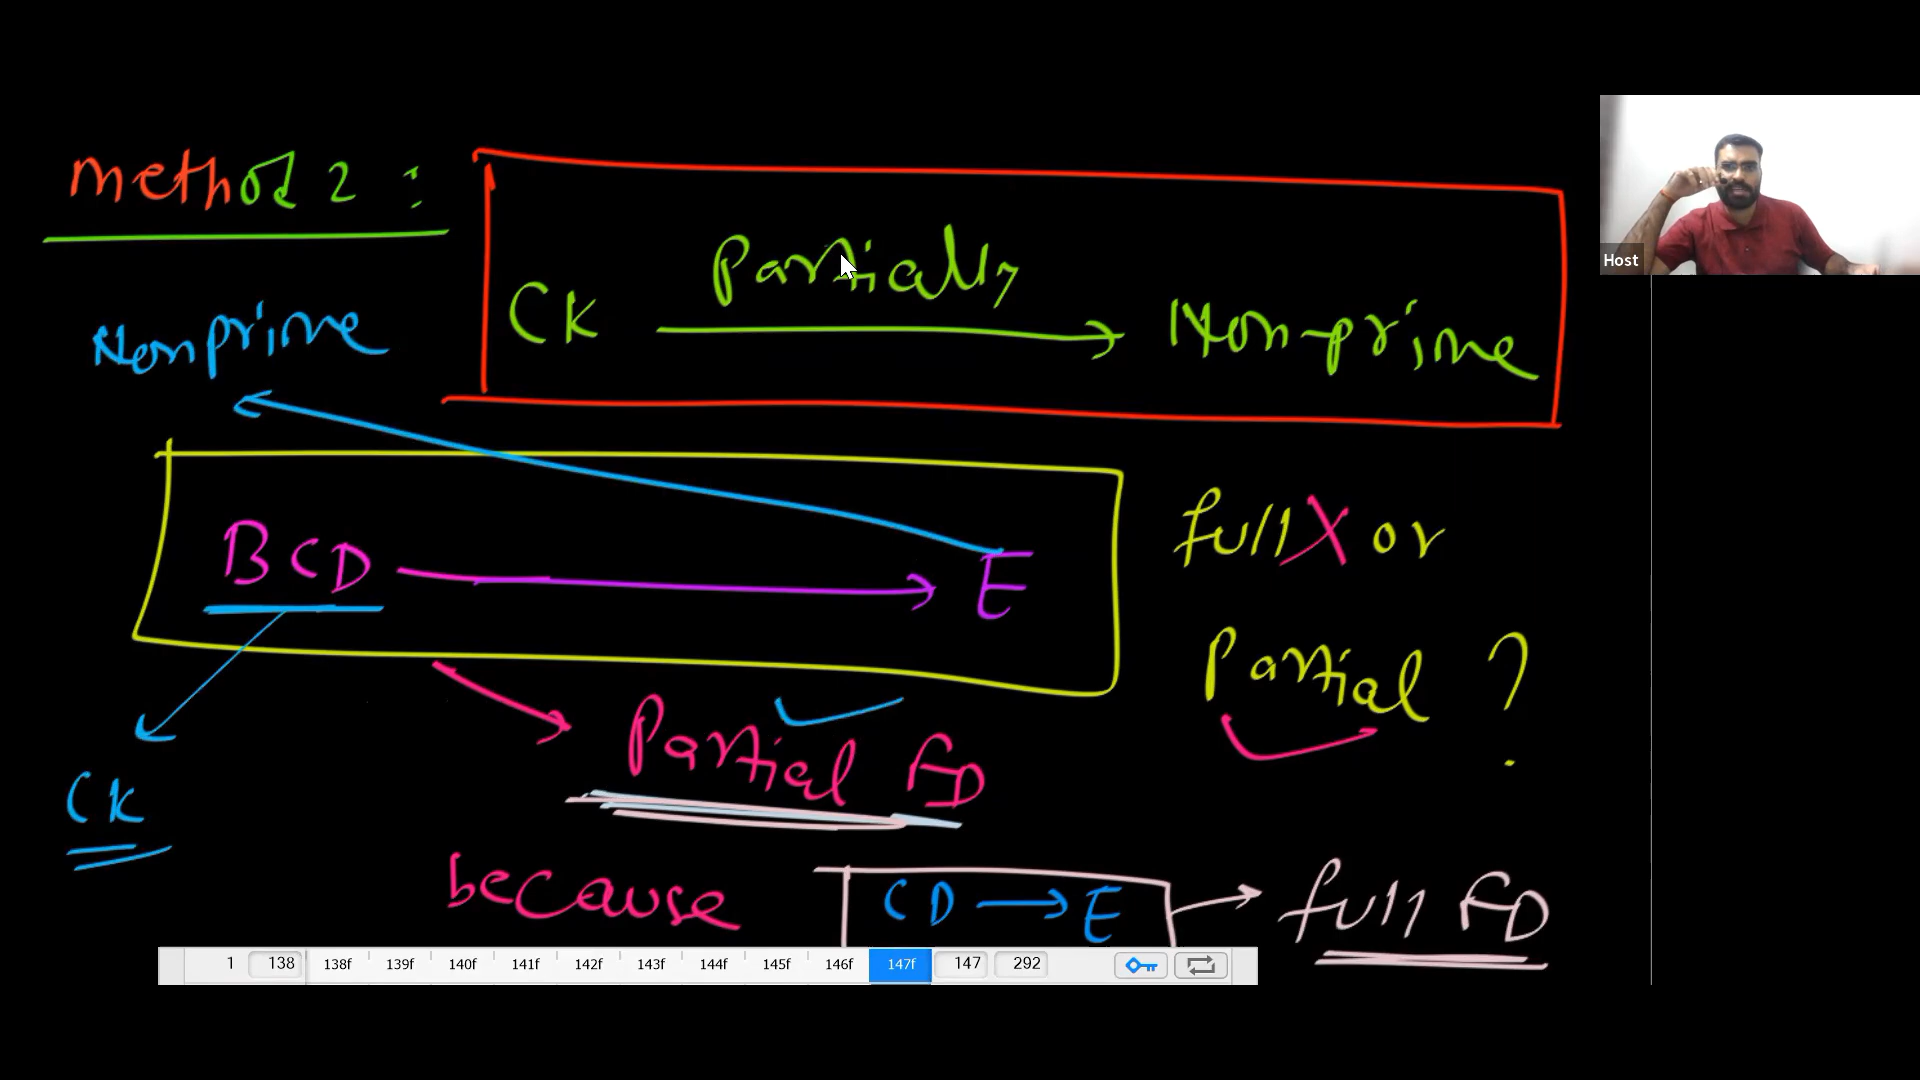 Method 2 :
CK Partially → Non-prime
Nonprime
BCD → E
full X or
Partial ?
Partial FD
CK
because CD → E → full FD
Host
1 138 138f 139f 140f 141f 142f 143f 144f 145f 146f 147f 147 292